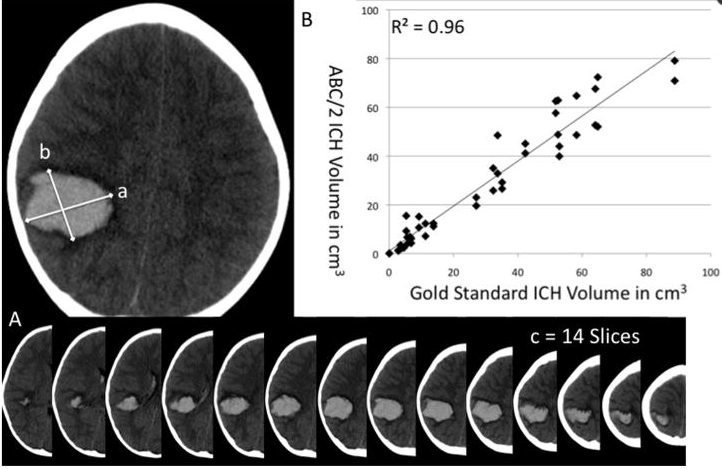 B
R² = 0.96
100
80
60
40
20
0
ABC/2 ICH Volume in cm³
0
20
40
60
80
100
Gold Standard ICH Volume in cm³
b
a
A
c = 14 Slices